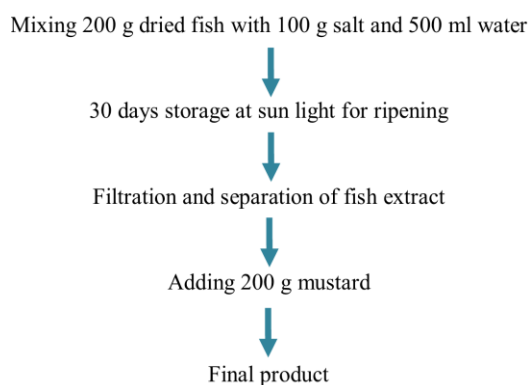 Mixing 200 g dried fish with 100 g salt and 500 ml water
30 days storage at sun light for ripening
Filtration and separation of fish extract
Adding 200 g mustard
Final product